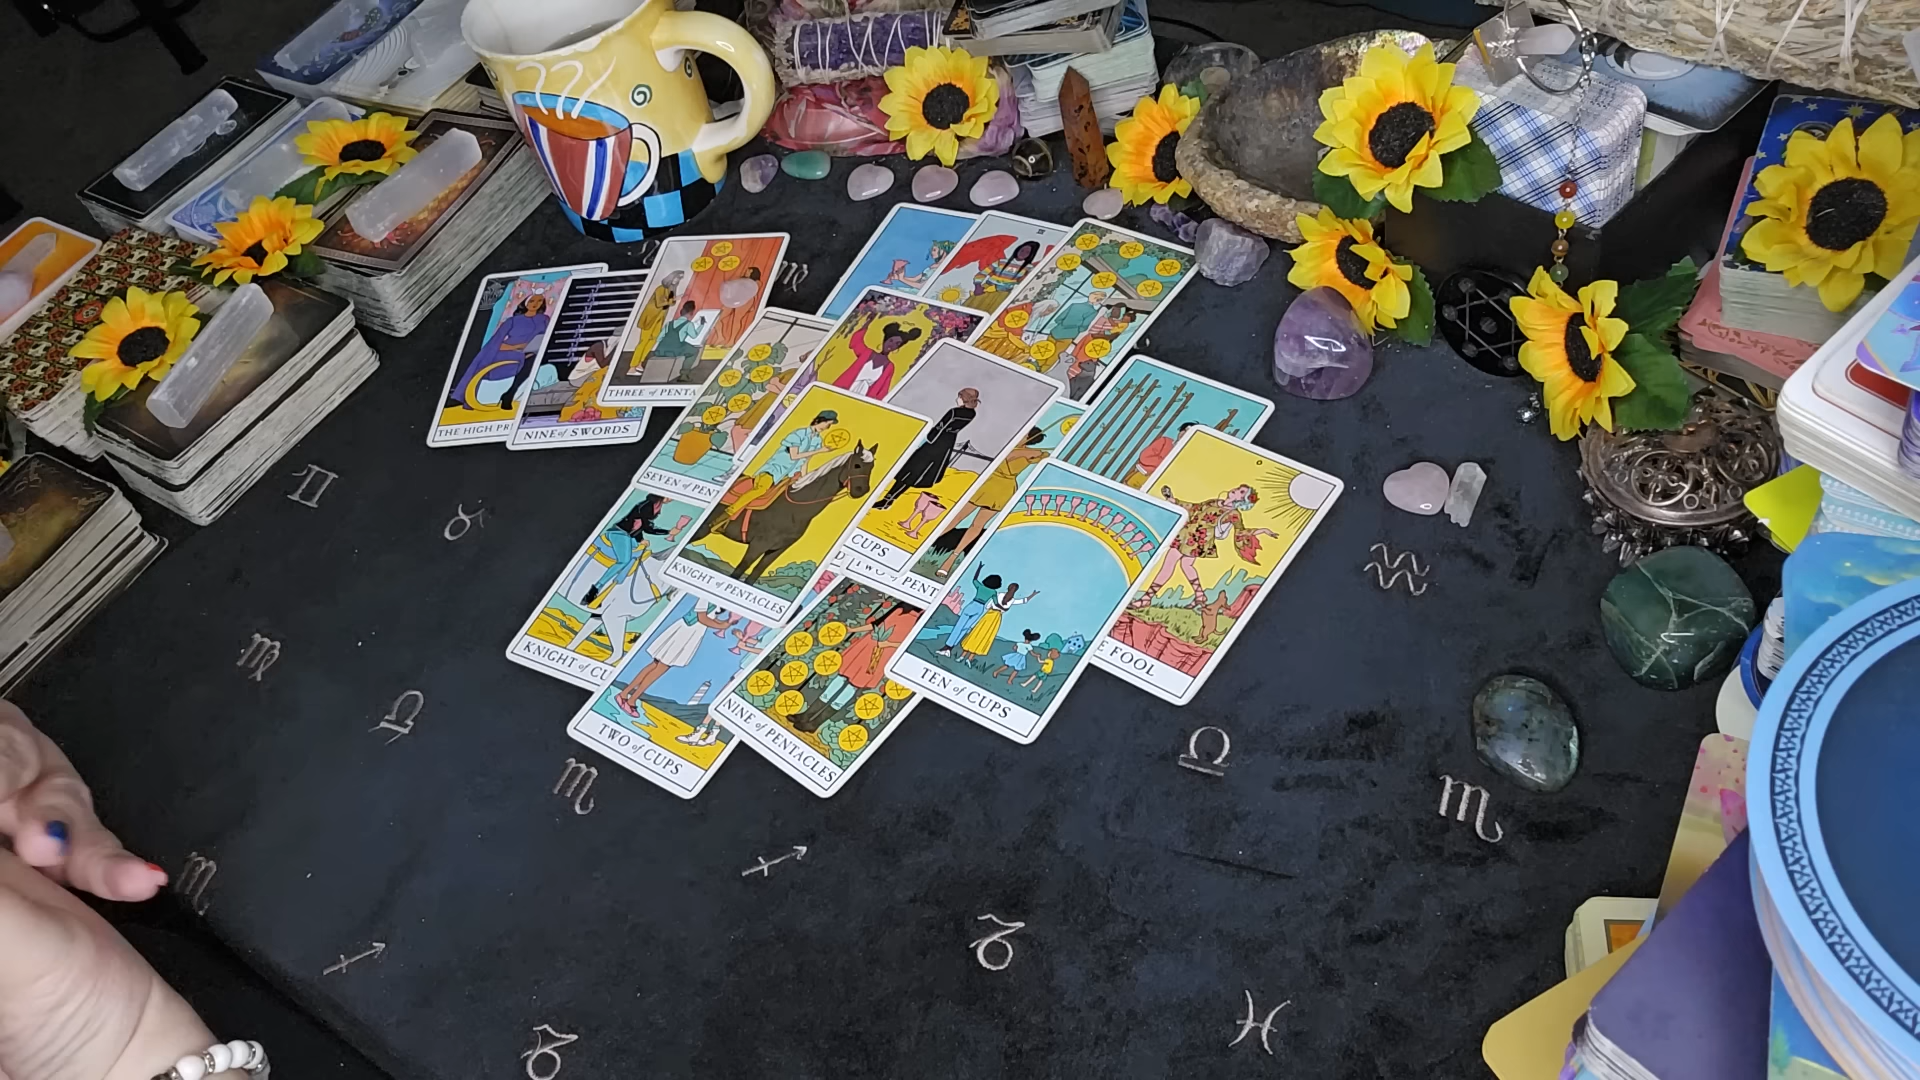 THE HIGH PR
NINE of SWORDS
THREE of PENTA
SEVEN of PEN
KNIGHT of PENTACLES
CUPS
TWO PENT
KNIGHT of CU
TWO of CUPS
NINE of PENTACLES
TEN of CUPS
E FOOL